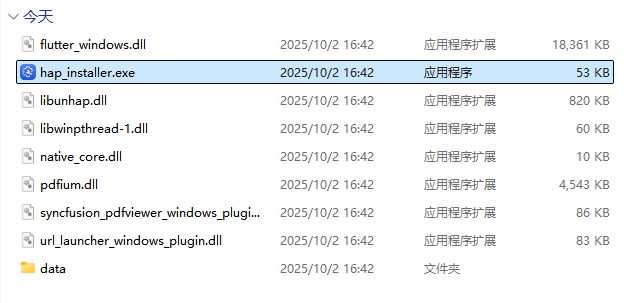 今天
flutter_windows.dll 2025/10/2 16:42 应用程序扩展 18,361 KB
hap_installer.exe 2025/10/2 16:42 应用程序 53 KB
libunhap.dll 2025/10/2 16:42 应用程序扩展 820 KB
libwinpthread-1.dll 2025/10/2 16:42 应用程序扩展 60 KB
native_core.dll 2025/10/2 16:42 应用程序扩展 10 KB
pdfium.dll 2025/10/2 16:42 应用程序扩展 4,543 KB
syncfusion_pdfviewer_windows_plugi... 2025/10/2 16:42 应用程序扩展 86 KB
url_launcher_windows_plugin.dll 2025/10/2 16:42 应用程序扩展 83 KB
data 2025/10/2 16:42 文件夹